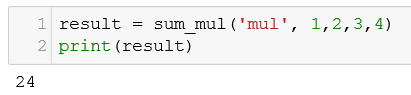 1 result = sum_mul('mul', 1,2,3,4)
2 print(result)
24